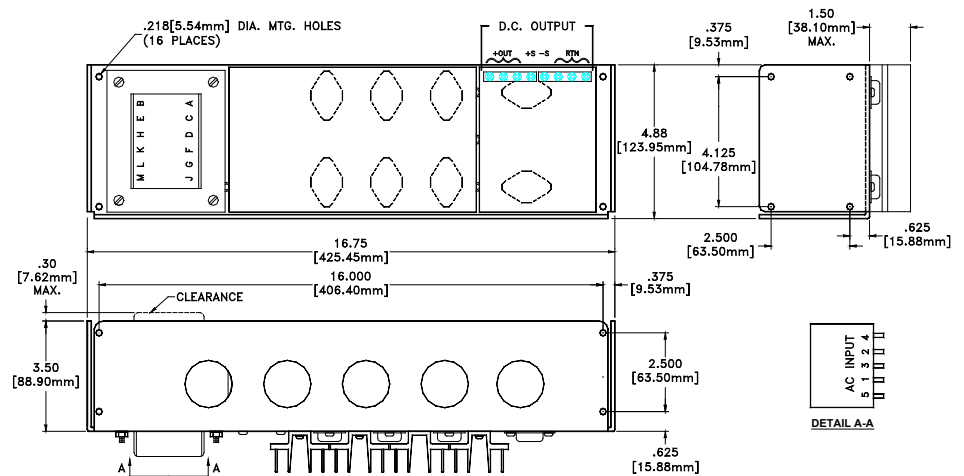 .218[5.54mm] DIA. MTG. HOLES
(16 PLACES)
D.C. OUTPUT
+OUT +S -S RTN
.375
[9.53mm]
1.50
[38.10mm]
MAX.
M L K H E B
J G F D C A
4.88
[123.95mm]
4.125
[104.78mm]
2.500
[63.50mm]
.625
[15.88mm]
16.75
[425.45mm]
.30
[7.62mm]
MAX.
16.000
[406.40mm]
.375
[9.53mm]
CLEARANCE
3.50
[88.90mm]
2.500
[63.50mm]
.625
[15.88mm]
A A
AC INPUT
5 1 3 2 4
DETAIL A-A